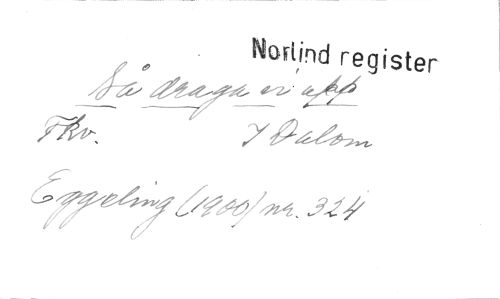 Norlind register
Så draga vi upp
Fkv. I Dalom
Eggeling (1900) nr. 324